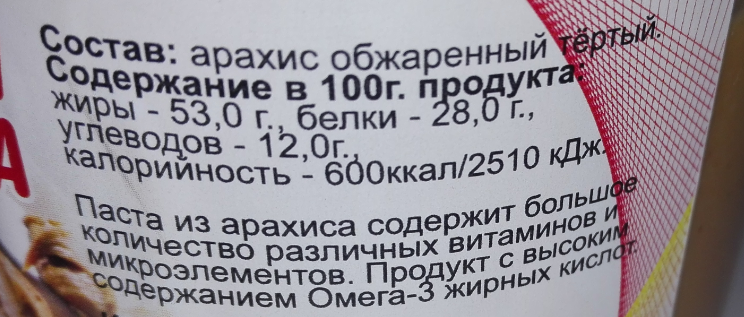 Состав: арахис обжаренный тёртый.
Содержание в 100г. продукта:
жиры - 53,0 г., белки - 28,0 г.,
углеводов - 12,0г.,
калорийность - 600ккал/2510 кДж.
Паста из арахиса содержит большое
количество различных витаминов и
микроэлементов. Продукт с высоким
содержанием Омега-3 жирных кислот.